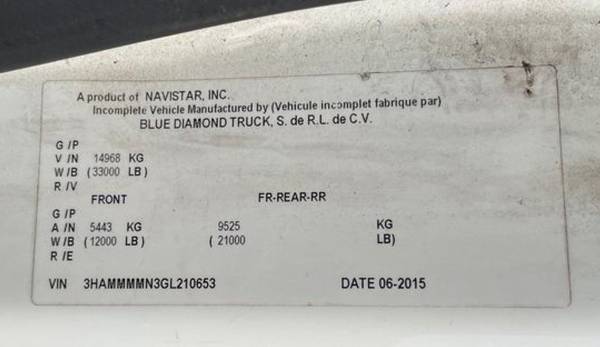 A product of NAVISTAR, INC.
Incomplete Vehicle Manufactured by (Vehicule incomplet fabrique par)
BLUE DIAMOND TRUCK, S. de R.L. de C.V.
G /P
V /N 14968 KG
W/B (33000 LB)
R /V
FRONT FR-REAR-RR
G /P
A /N 5443 KG 9525 KG
W/B (12000 LB) ( 21000 LB)
R /E
VIN 3HAMMMMN3GL210653 DATE 06-2015